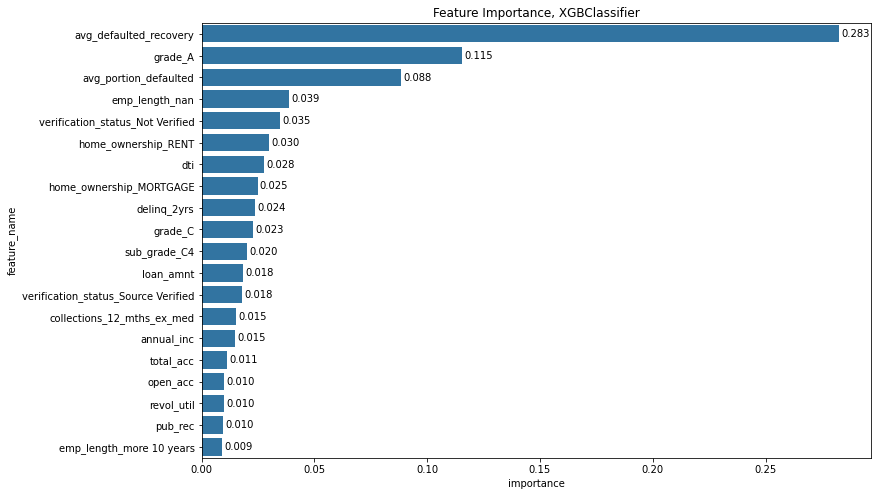 Feature Importance, XGBClassifier
avg_defaulted_recovery 0.283
grade_A 0.115
avg_portion_defaulted 0.088
emp_length_nan 0.039
verification_status_Not Verified 0.035
home_ownership_RENT 0.030
dti 0.028
home_ownership_MORTGAGE 0.025
delinq_2yrs 0.024
grade_C 0.023
sub_grade_C4 0.020
loan_amnt 0.018
verification_status_Source Verified 0.018
collections_12_mths_ex_med 0.015
annual_inc 0.015
total_acc 0.011
open_acc 0.010
revol_util 0.010
pub_rec 0.010
emp_length_more 10 years 0.009
feature_name
0.00 0.05 0.10 0.15 0.20 0.25
importance